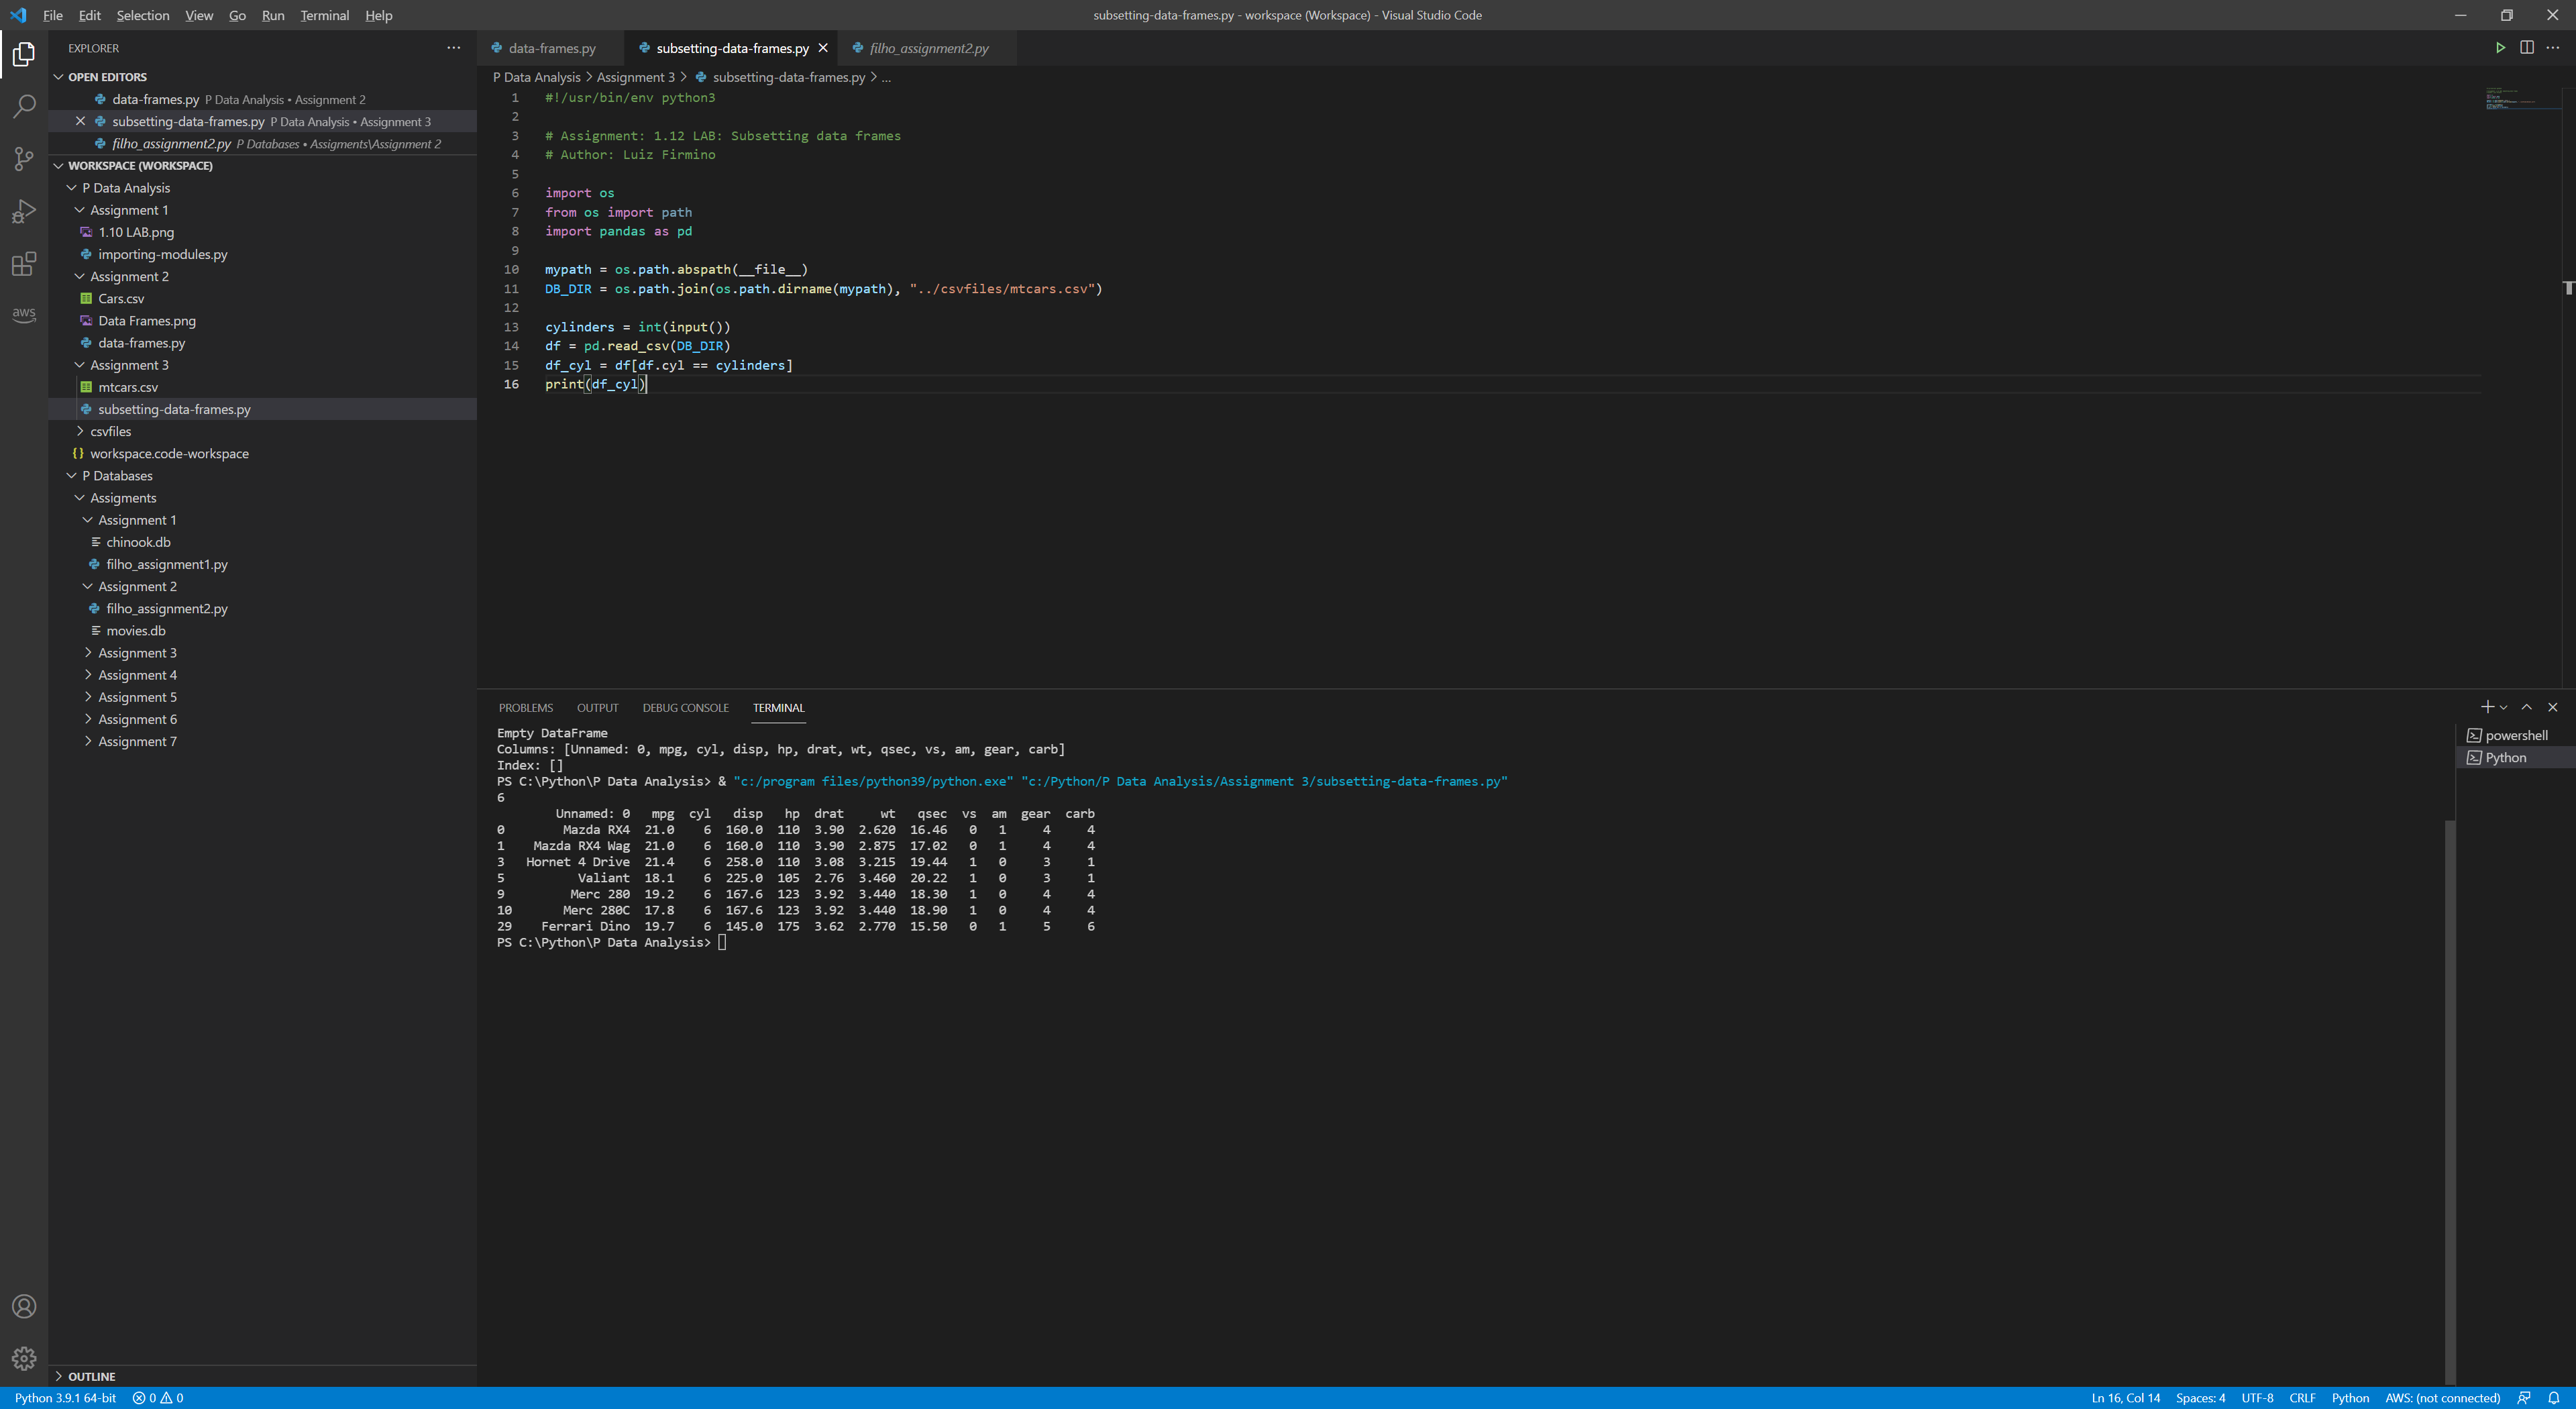 File Edit Selection View Go Run Terminal Help
subsetting-data-frames.py - workspace (Workspace) - Visual Studio Code
EXPLORER
OPEN EDITORS
data-frames.py P Data Analysis • Assignment 2
subsetting-data-frames.py P Data Analysis • Assignment 3
filho_assignment2.py P Databases • Assigments\Assignment 2
WORKSPACE (WORKSPACE)
P Data Analysis
Assignment 1
1.10 LAB.png
importing-modules.py
Assignment 2
Cars.csv
Data Frames.png
data-frames.py
Assignment 3
mtcars.csv
subsetting-data-frames.py
csvfiles
{} workspace.code-workspace
P Databases
Assigments
Assignment 1
chinook.db
filho_assignment1.py
Assignment 2
filho_assignment2.py
movies.db
Assignment 3
Assignment 4
Assignment 5
Assignment 6
Assignment 7
OUTLINE
aws
data-frames.py subsetting-data-frames.py filho_assignment2.py
P Data Analysis > Assignment 3 > subsetting-data-frames.py > ...
1 #!/usr/bin/env python3
2
3 # Assignment: 1.12 LAB: Subsetting data frames
4 # Author: Luiz Firmino
5
6 import os
7 from os import path
8 import pandas as pd
9
10 mypath = os.path.abspath(__file__)
11 DB_DIR = os.path.join(os.path.dirname(mypath), "../csvfiles/mtcars.csv")
12
13 cylinders = int(input())
14 df = pd.read_csv(DB_DIR)
15 df_cyl = df[df.cyl == cylinders]
16 print(df_cyl)
PROBLEMS OUTPUT DEBUG CONSOLE TERMINAL
Empty DataFrame
Columns: [Unnamed: 0, mpg, cyl, disp, hp, drat, wt, qsec, vs, am, gear, carb]
Index: []
PS C:\Python\P Data Analysis> & "c:/program files/python39/python.exe" "c:/Python/P Data Analysis/Assignment 3/subsetting-data-frames.py"
6
Unnamed: 0 mpg cyl disp hp drat wt qsec vs am gear carb
0 Mazda RX4 21.0 6 160.0 110 3.90 2.620 16.46 0 1 4 4
1 Mazda RX4 Wag 21.0 6 160.0 110 3.90 2.875 17.02 0 1 4 4
3 Hornet 4 Drive 21.4 6 258.0 110 3.08 3.215 19.44 1 0 3 1
5 Valiant 18.1 6 225.0 105 2.76 3.460 20.22 1 0 3 1
9 Merc 280 19.2 6 167.6 123 3.92 3.440 18.30 1 0 4 4
10 Merc 280C 17.8 6 167.6 123 3.92 3.440 18.90 1 0 4 4
29 Ferrari Dino 19.7 6 145.0 175 3.62 2.770 15.50 0 1 5 6
PS C:\Python\P Data Analysis>
powershell
Python
Python 3.9.1 64-bit 0 0
Ln 16, Col 14 Spaces: 4 UTF-8 CRLF Python AWS: (not connected)